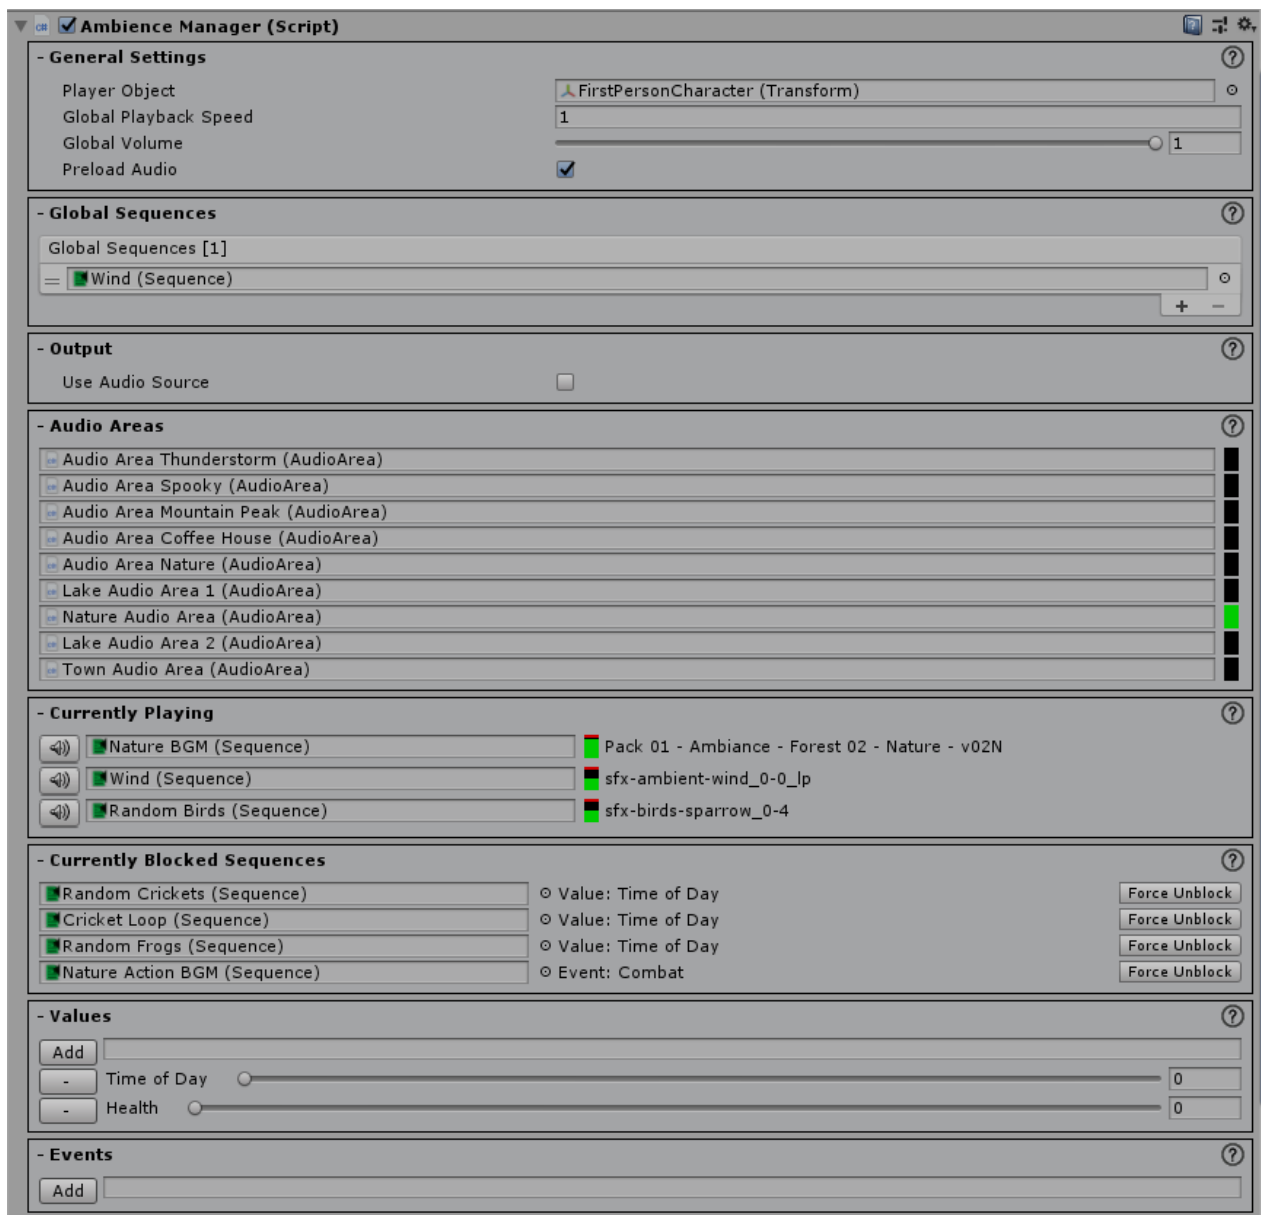 Ambience Manager (Script)
- General Settings
Player Object FirstPersonCharacter (Transform)
Global Playback Speed 1
Global Volume 1
Preload Audio
- Global Sequences
Global Sequences [1]
Wind (Sequence)
+ −
- Output
Use Audio Source
- Audio Areas
Audio Area Thunderstorm (AudioArea)
Audio Area Spooky (AudioArea)
Audio Area Mountain Peak (AudioArea)
Audio Area Coffee House (AudioArea)
Audio Area Nature (AudioArea)
Lake Audio Area 1 (AudioArea)
Nature Audio Area (AudioArea)
Lake Audio Area 2 (AudioArea)
Town Audio Area (AudioArea)
- Currently Playing
Nature BGM (Sequence) Pack 01 - Ambiance - Forest 02 - Nature - v02N
Wind (Sequence) sfx-ambient-wind_0-0_lp
Random Birds (Sequence) sfx-birds-sparrow_0-4
- Currently Blocked Sequences
Random Crickets (Sequence) Value: Time of Day Force Unblock
Cricket Loop (Sequence) Value: Time of Day Force Unblock
Random Frogs (Sequence) Value: Time of Day Force Unblock
Nature Action BGM (Sequence) Event: Combat Force Unblock
- Values
Add
- Time of Day 0
- Health 0
- Events
Add